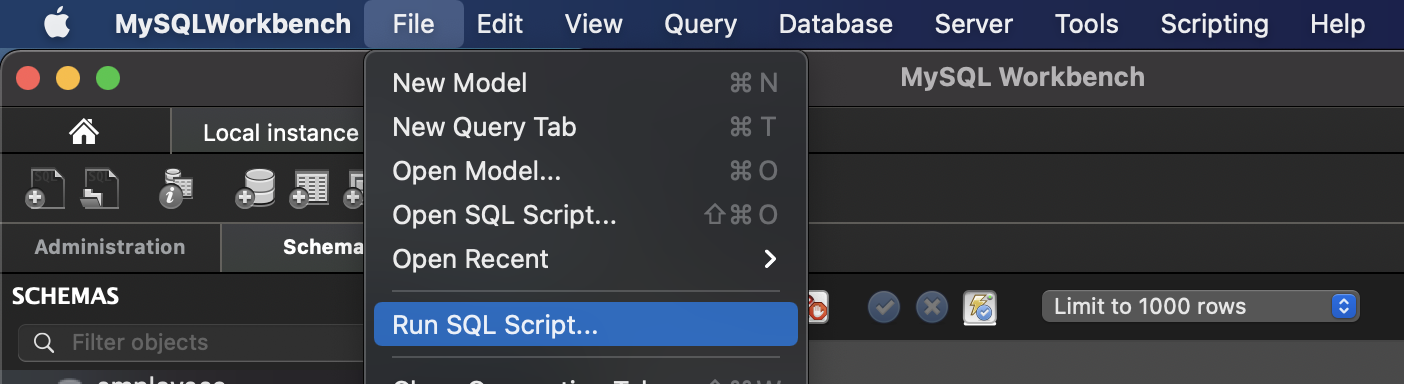 MySQLWorkbench File Edit View Query Database Server Tools Scripting Help
MySQL Workbench
New Model ⌘ N
New Query Tab ⌘ T
Open Model... ⌘ O
Open SQL Script... ⇧ ⌘ O
Open Recent
Run SQL Script...
Local instance
Administration
Schema
SCHEMAS
Filter objects
Limit to 1000 rows